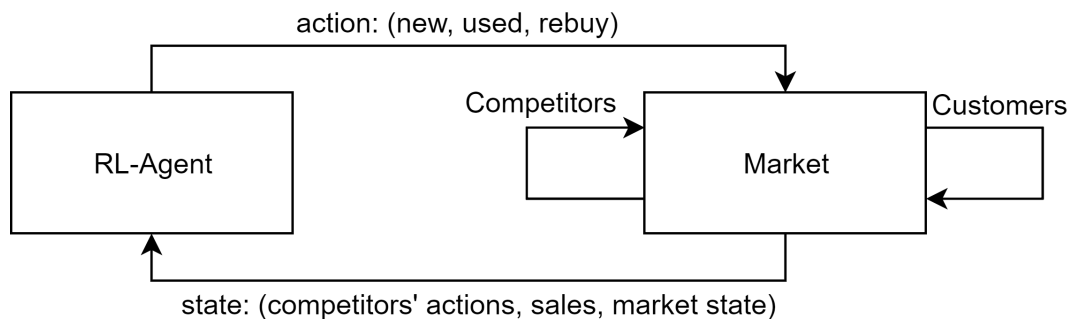 action: (new, used, rebuy)
Competitors
Customers
RL-Agent
Market
state: (competitors' actions, sales, market state)